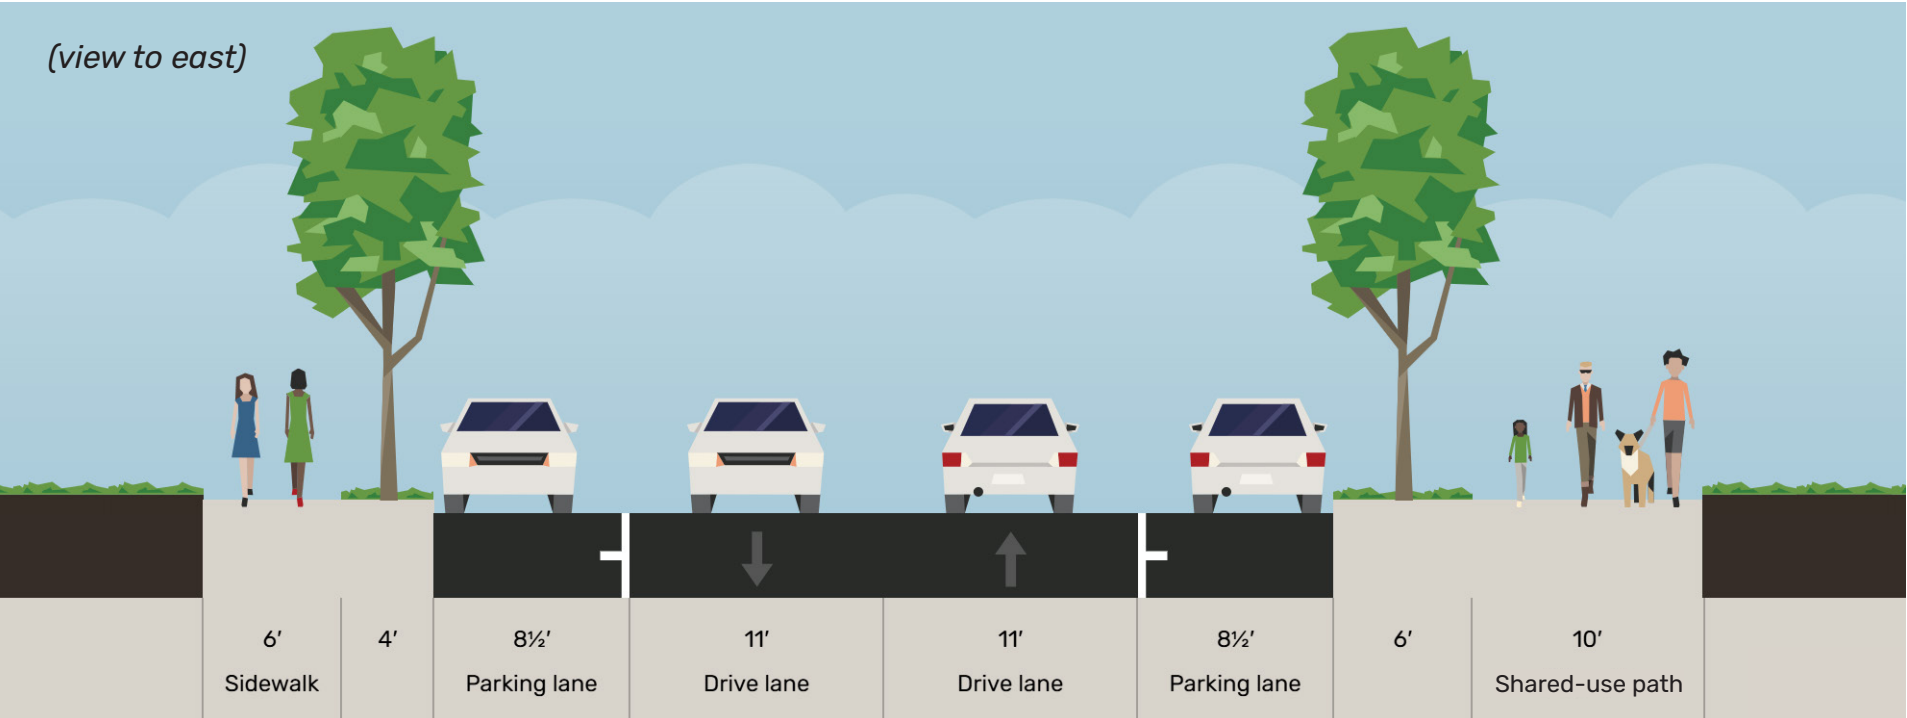 (view to east)
6′ 4′ 8½′ 11′ 11′ 8½′ 6′ 10′
Sidewalk Parking lane Drive lane Drive lane Parking lane Shared-use path